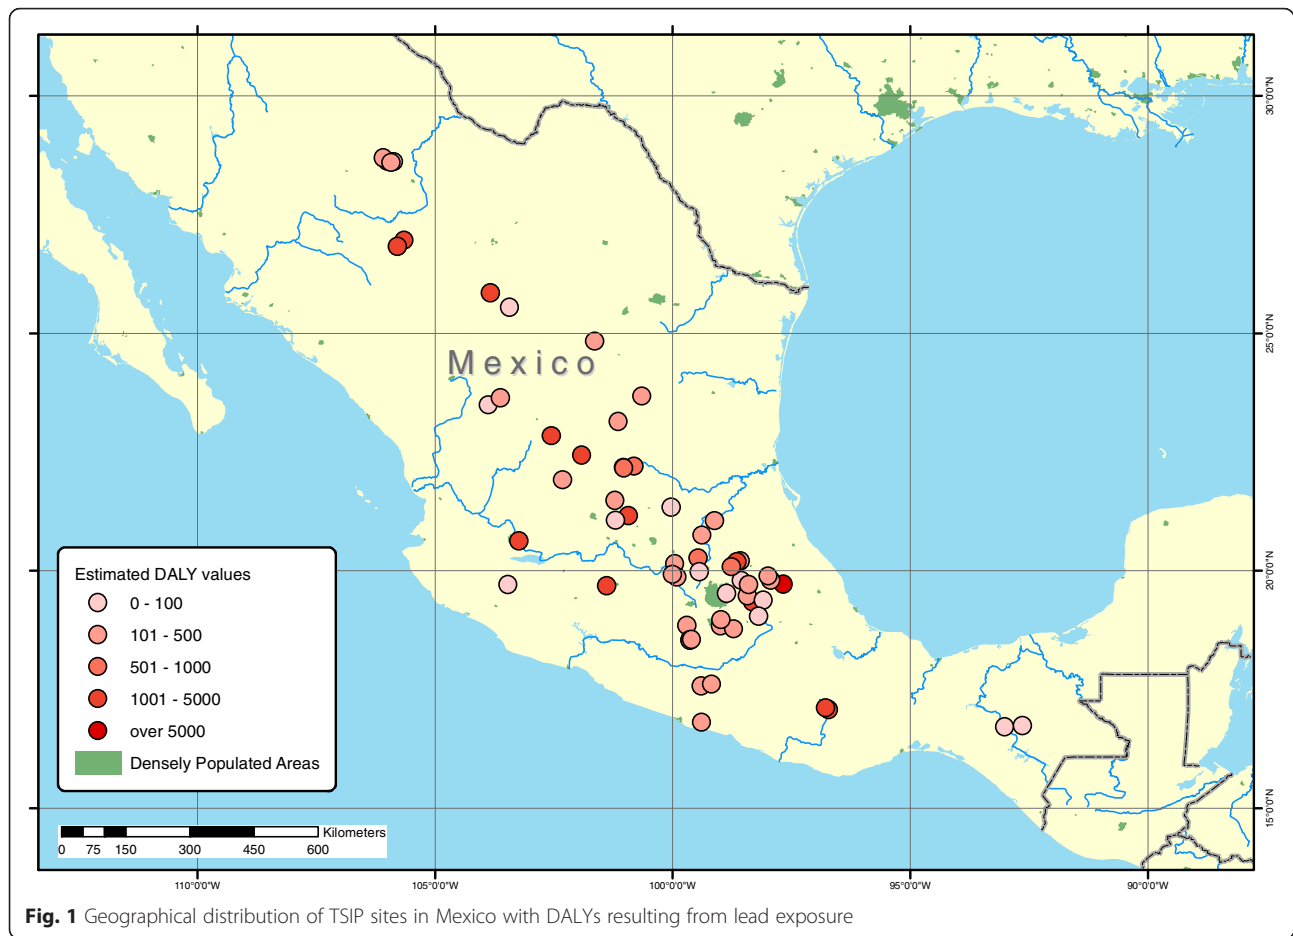 30°0'0"N
25°0'0"N
Mexico
20°0'0"N
15°0'0"N
Estimated DALY values
0 - 100
101 - 500
501 - 1000
1001 - 5000
over 5000
Densely Populated Areas
Kilometers
0 75 150 300 450 600
110°0'0"W 105°0'0"W 100°0'0"W 95°0'0"W 90°0'0"W
Fig. 1 Geographical distribution of TSIP sites in Mexico with DALYs resulting from lead exposure